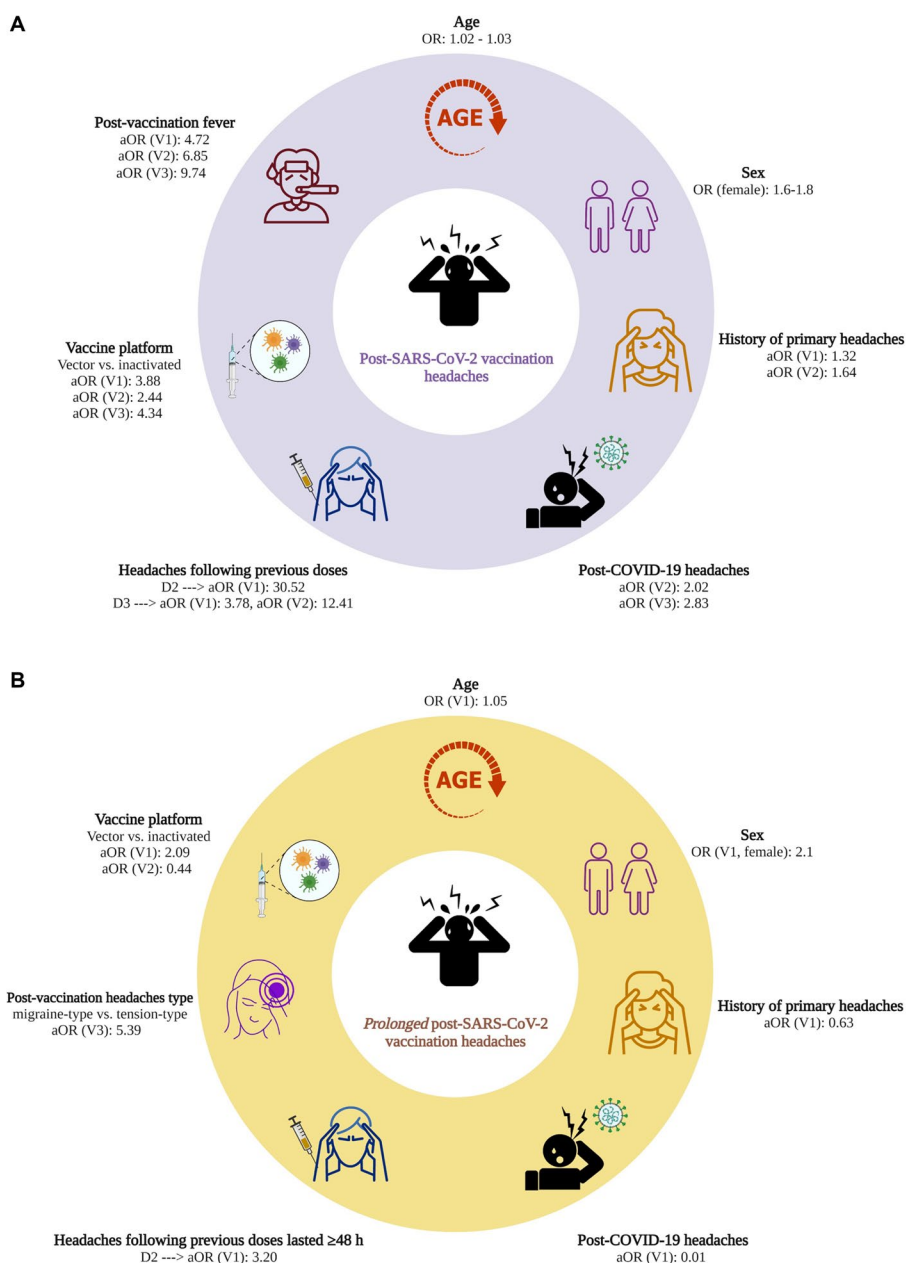 A
Age
OR: 1.02 - 1.03
AGE
Post-vaccination fever
aOR (V1): 4.72
aOR (V2): 6.85
aOR (V3): 9.74
Sex
OR (female): 1.6-1.8
Vaccine platform
Vector vs. inactivated
aOR (V1): 3.88
aOR (V2): 2.44
aOR (V3): 4.34
Post-SARS-CoV-2 vaccination
headaches
History of primary headaches
aOR (V1): 1.32
aOR (V2): 1.64
Headaches following previous doses
D2 ---> aOR (V1): 30.52
D3 ---> aOR (V1): 3.78, aOR (V2): 12.41
Post-COVID-19 headaches
aOR (V2): 2.02
aOR (V3): 2.83
B
Age
OR (V1): 1.05
AGE
Vaccine platform
Vector vs. inactivated
aOR (V1): 2.09
aOR (V2): 0.44
Sex
OR (V1, female): 2.1
Post-vaccination headaches type
migraine-type vs. tension-type
aOR (V3): 5.39
Prolonged post-SARS-CoV-2
vaccination headaches
History of primary headaches
aOR (V1): 0.63
Headaches following previous doses lasted ≥48 h
D2 ---> aOR (V1): 3.20
Post-COVID-19 headaches
aOR (V1): 0.01